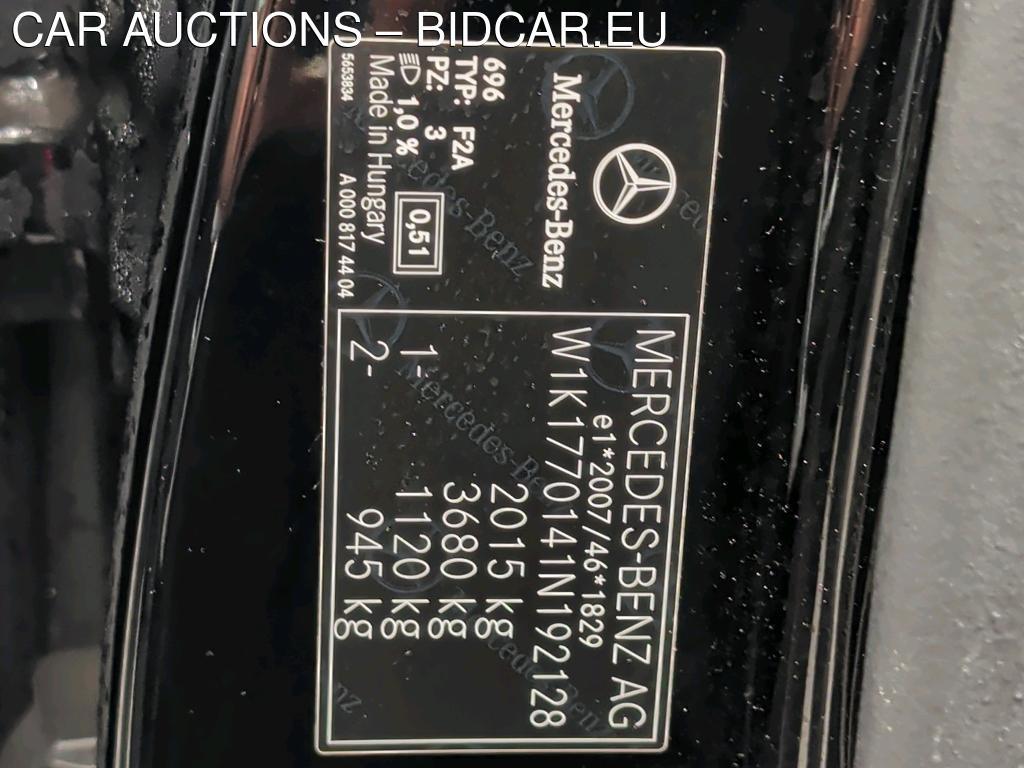 CAR AUCTIONS – BIDCAR.EU
Mercedes-Benz
696
TYP: F2A
PZ: 3
1,0 % 0,51
Made in Hungary
5653834 A 000 817 44 04
MERCEDES-BENZ AG
e1*2007/46*1829
W1K1770141N192128
2015 kg
3680 kg
1- 1120 kg
2- 945 kg